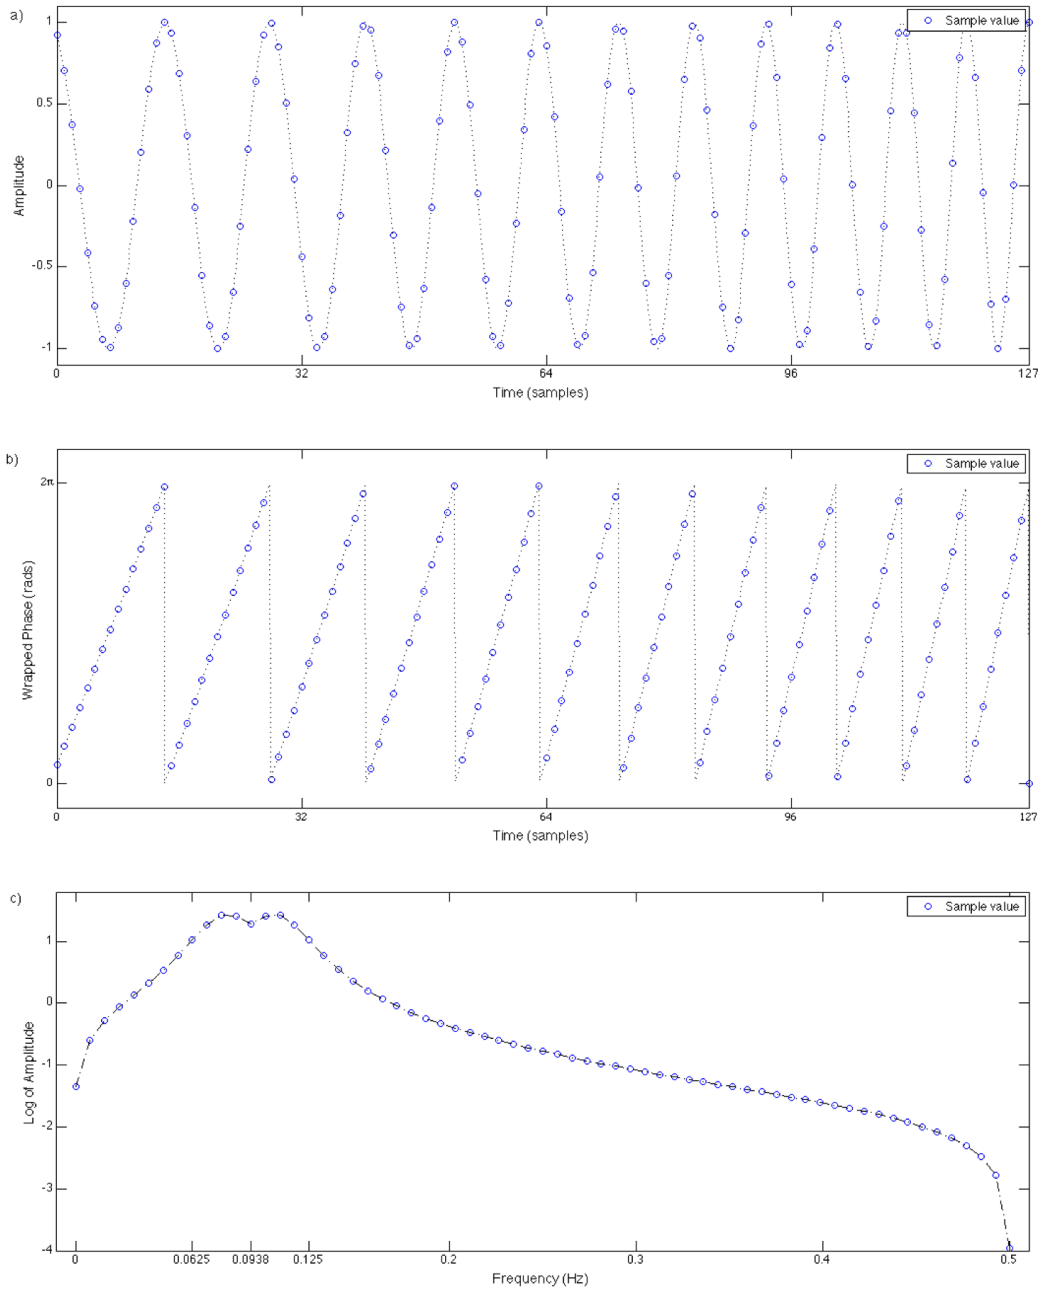 a)
1
0.5
0
-0.5
-1
Amplitude
Sample value
0 32 64 96 127
Time (samples)
b)
2π
0
Wrapped Phase (rads)
Sample value
0 32 64 96 127
Time (samples)
c)
1
0
-1
-2
-3
-4
Log of Amplitude
Sample value
0 0.0625 0.0938 0.125 0.2 0.3 0.4 0.5
Frequency (Hz)